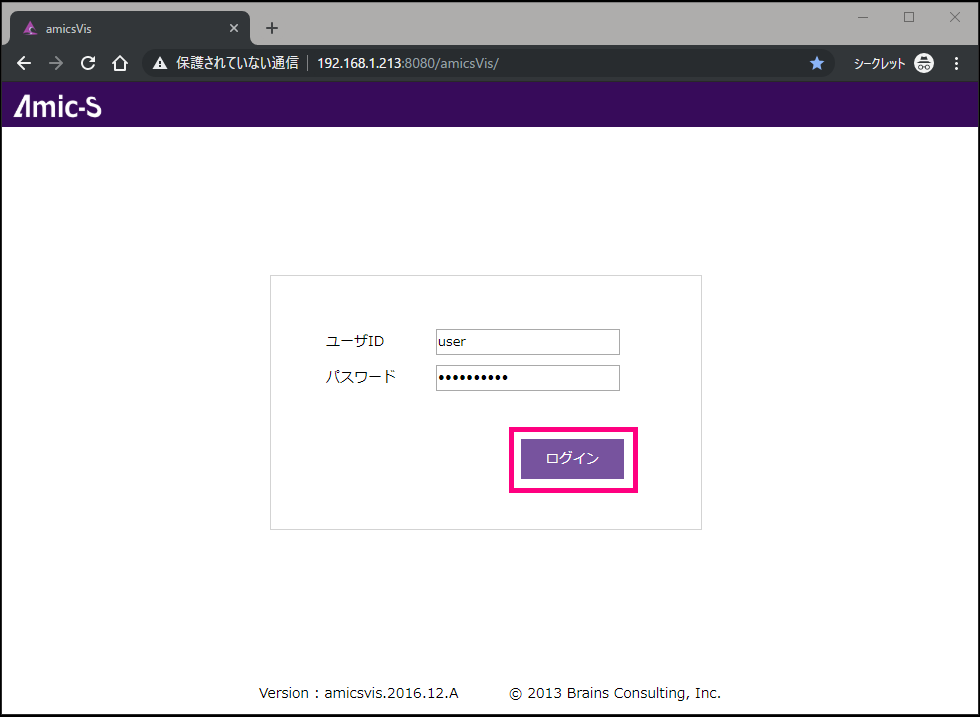 amicsVis
保護されていない通信 192.168.1.213:8080/amicsVis/ シークレット
Amic-S
ユーザID user
パスワード ••••••••••
ログイン
Version : amicsvis.2016.12.A © 2013 Brains Consulting, Inc.